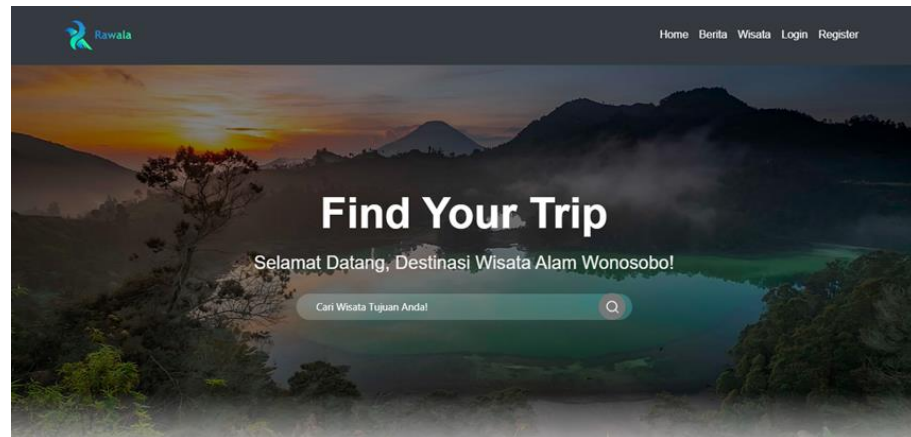 Rawala
Home Berita Wisata Login Register
Find Your Trip
Selamat Datang, Destinasi Wisata Alam Wonosobo!
Cari Wisata Tujuan Anda!